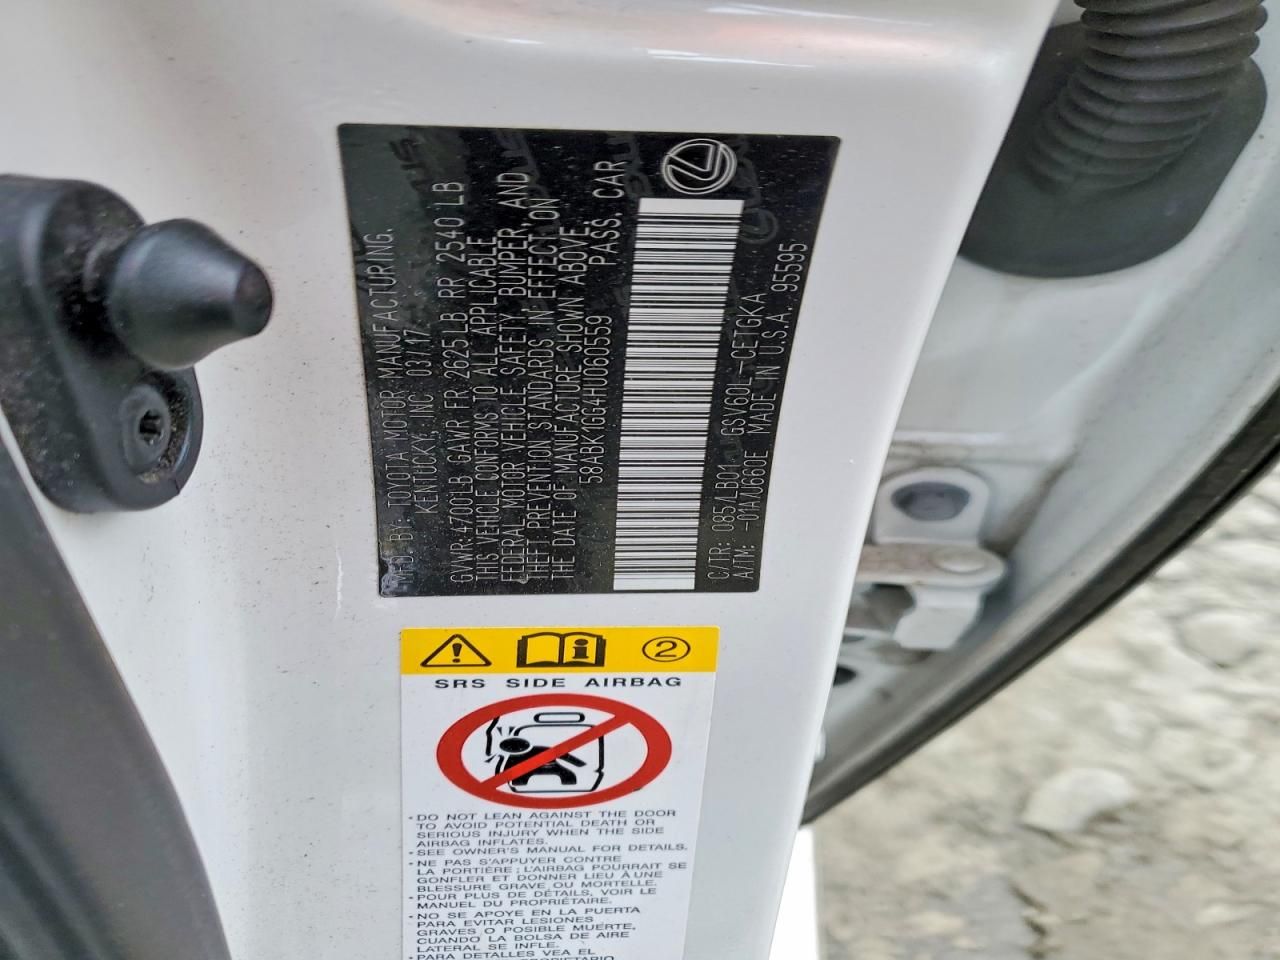 MFD. BY: TOYOTA MOTOR MANUFACTURING,
KENTUCKY, INC. 03/17
GVWR: 4700LB GAWR FR 2625LB RR 2540 LB
THIS VEHICLE CONFORMS TO ALL APPLICABLE
FEDERAL MOTOR VEHICLE SAFETY, BUMPER, AND
THEFT PREVENTION STANDARDS IN EFFECT ON
THE DATE OF MANUFACTURE SHOWN ABOVE.
58ABK1GG4HU060559 PASS. CAR
C/TR: 085/LB01 GSV60L-CETGKA
A/TM: -01A/U660E MADE IN U.S.A. 95595
2
SRS SIDE AIRBAG
• DO NOT LEAN AGAINST THE DOOR
TO AVOID POTENTIAL DEATH OR
SERIOUS INJURY WHEN THE SIDE
AIRBAG INFLATES.
• SEE OWNER'S MANUAL FOR DETAILS.
• NE PAS S'APPUYER CONTRE
LA PORTIÈRE ; L'AIRBAG POURRAIT SE
GONFLER ET DONNER LIEU À UNE
BLESSURE GRAVE OU MORTELLE.
• POUR PLUS DE DÉTAILS, VOIR LE
MANUEL DU PROPRIÉTAIRE.
• NO SE APOYE EN LA PUERTA
PARA EVITAR LESIONES
GRAVES O POSIBLE MUERTE,
CUANDO LA BOLSA DE AIRE
LATERAL SE INFLE.
• PARA DETALLES VEA EL
PROPIETARIO